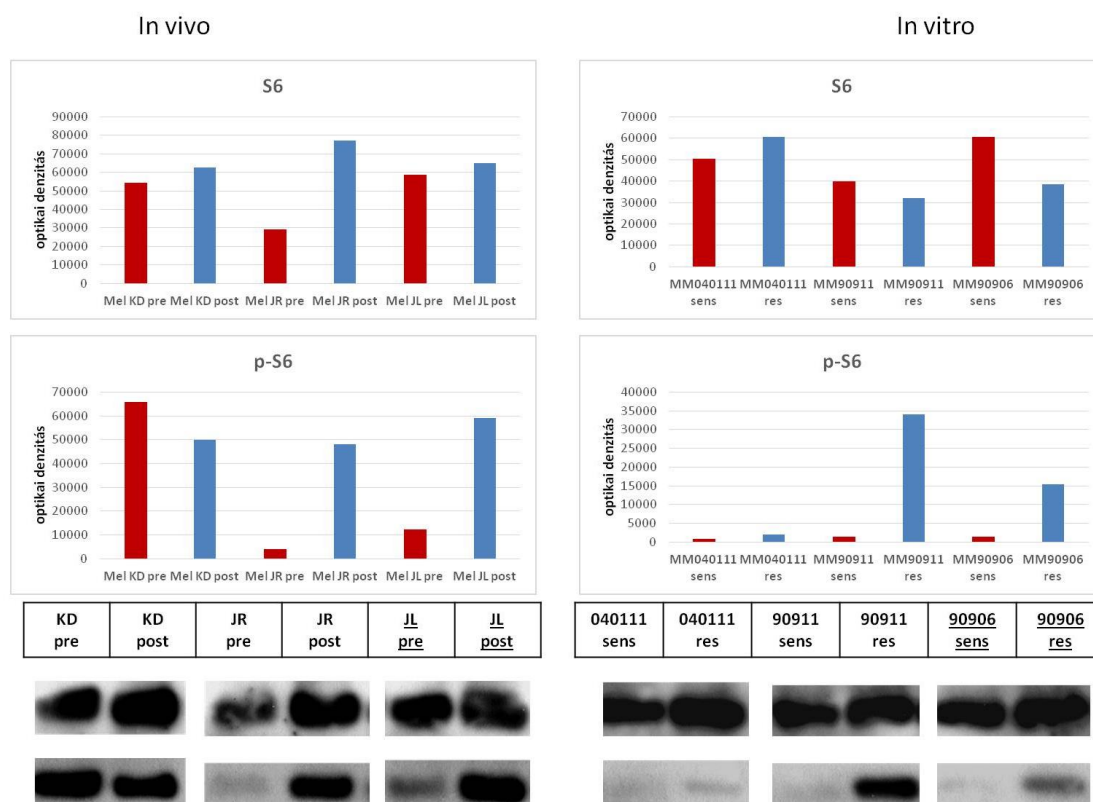 In vivo
In vitro
S6
optikai denzitás
90000
80000
70000
60000
50000
40000
30000
20000
10000
0
Mel KD pre Mel KD post Mel JR pre Mel JR post Mel JL pre Mel JL post
S6
optikai denzitás
70000
60000
50000
40000
30000
20000
10000
0
MM040111 MM040111 MM90911 MM90911 MM90906 MM90906
sens res sens res sens res
p-S6
optikai denzitás
70000
60000
50000
40000
30000
20000
10000
0
Mel KD pre Mel KD post Mel JR pre Mel JR post Mel JL pre Mel JL post
p-S6
optikai denzitás
40000
35000
30000
25000
20000
15000
10000
5000
0
MM040111 MM040111 MM90911 MM90911 MM90906 MM90906
sens res sens res sens res
KD KD JR JR JL JL
pre post pre post pre post
040111 040111 90911 90911 90906 90906
sens res sens res sens res